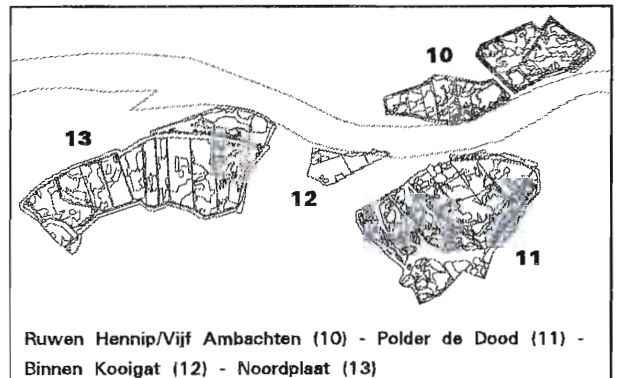 10
13
12
11
Ruwen Hennip/Vijf Ambachten (10) - Polder de Dood (11) -
Binnen Kooigat (12) - Noordplaat (13)